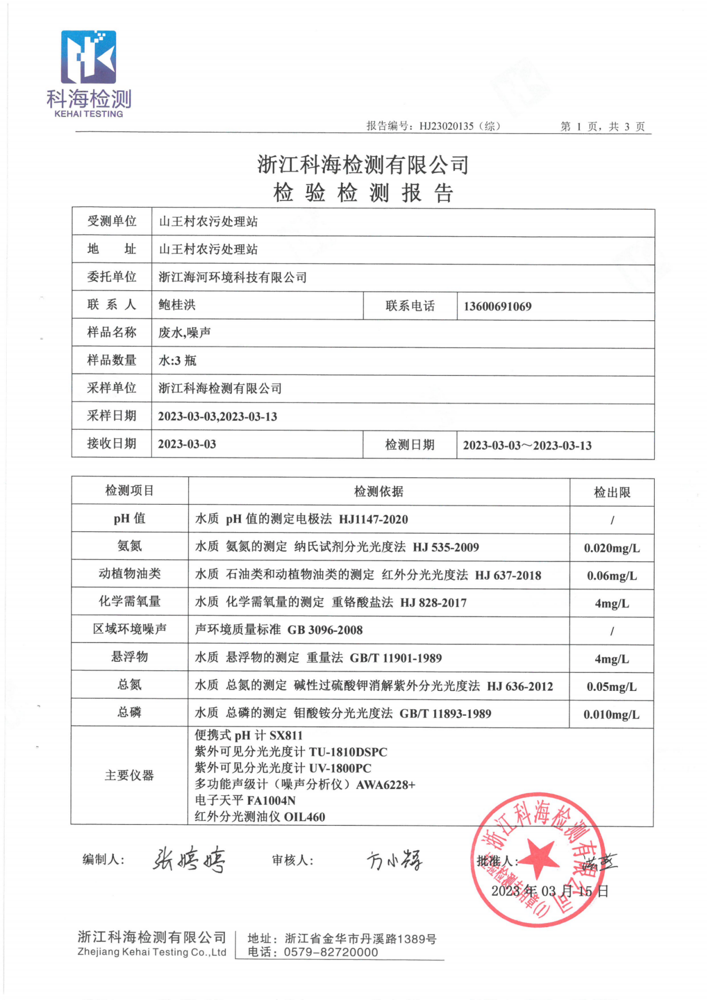 科海检测
KEHAI TESTING
报告编号：HJ23020135（综） 第 1 页，共 3 页
浙江科海检测有限公司
检 验 检 测 报 告
受测单位 山王村农污处理站
地 址 山王村农污处理站
委托单位 浙江海河环境科技有限公司
联 系 人 鲍桂洪 联系电话 13600691069
样品名称 废水,噪声
样品数量 水:3 瓶
采样单位 浙江科海检测有限公司
采样日期 2023-03-03,2023-03-13
接收日期 2023-03-03 检测日期 2023-03-03～2023-03-13
检测项目 检测依据 检出限
pH 值 水质 pH 值的测定电极法 HJ1147-2020 /
氨氮 水质 氨氮的测定 纳氏试剂分光光度法 HJ 535-2009 0.020mg/L
动植物油类 水质 石油类和动植物油类的测定 红外分光光度法 HJ 637-2018 0.06mg/L
化学需氧量 水质 化学需氧量的测定 重铬酸盐法 HJ 828-2017 4mg/L
区域环境噪声 声环境质量标准 GB 3096-2008 /
悬浮物 水质 悬浮物的测定 重量法 GB/T 11901-1989 4mg/L
总氮 水质 总氮的测定 碱性过硫酸钾消解紫外分光光度法 HJ 636-2012 0.05mg/L
总磷 水质 总磷的测定 钼酸铵分光光度法 GB/T 11893-1989 0.010mg/L
主要仪器 便携式 pH 计 SX811
紫外可见分光光度计 TU-1810DSPC
紫外可见分光光度计 UV-1800PC
多功能声级计（噪声分析仪）AWA6228+
电子天平 FA1004N
红外分光测油仪 OIL460
编制人： 张婷婷 审核人： 方小辉 批准人：
2023 年 03 月 15 日
浙江科海检测有限公司
检验检测专用章(1)
浙江科海检测有限公司 地址：浙江省金华市丹溪路1389号
Zhejiang Kehai Testing Co.,Ltd 电话：0579-82720000